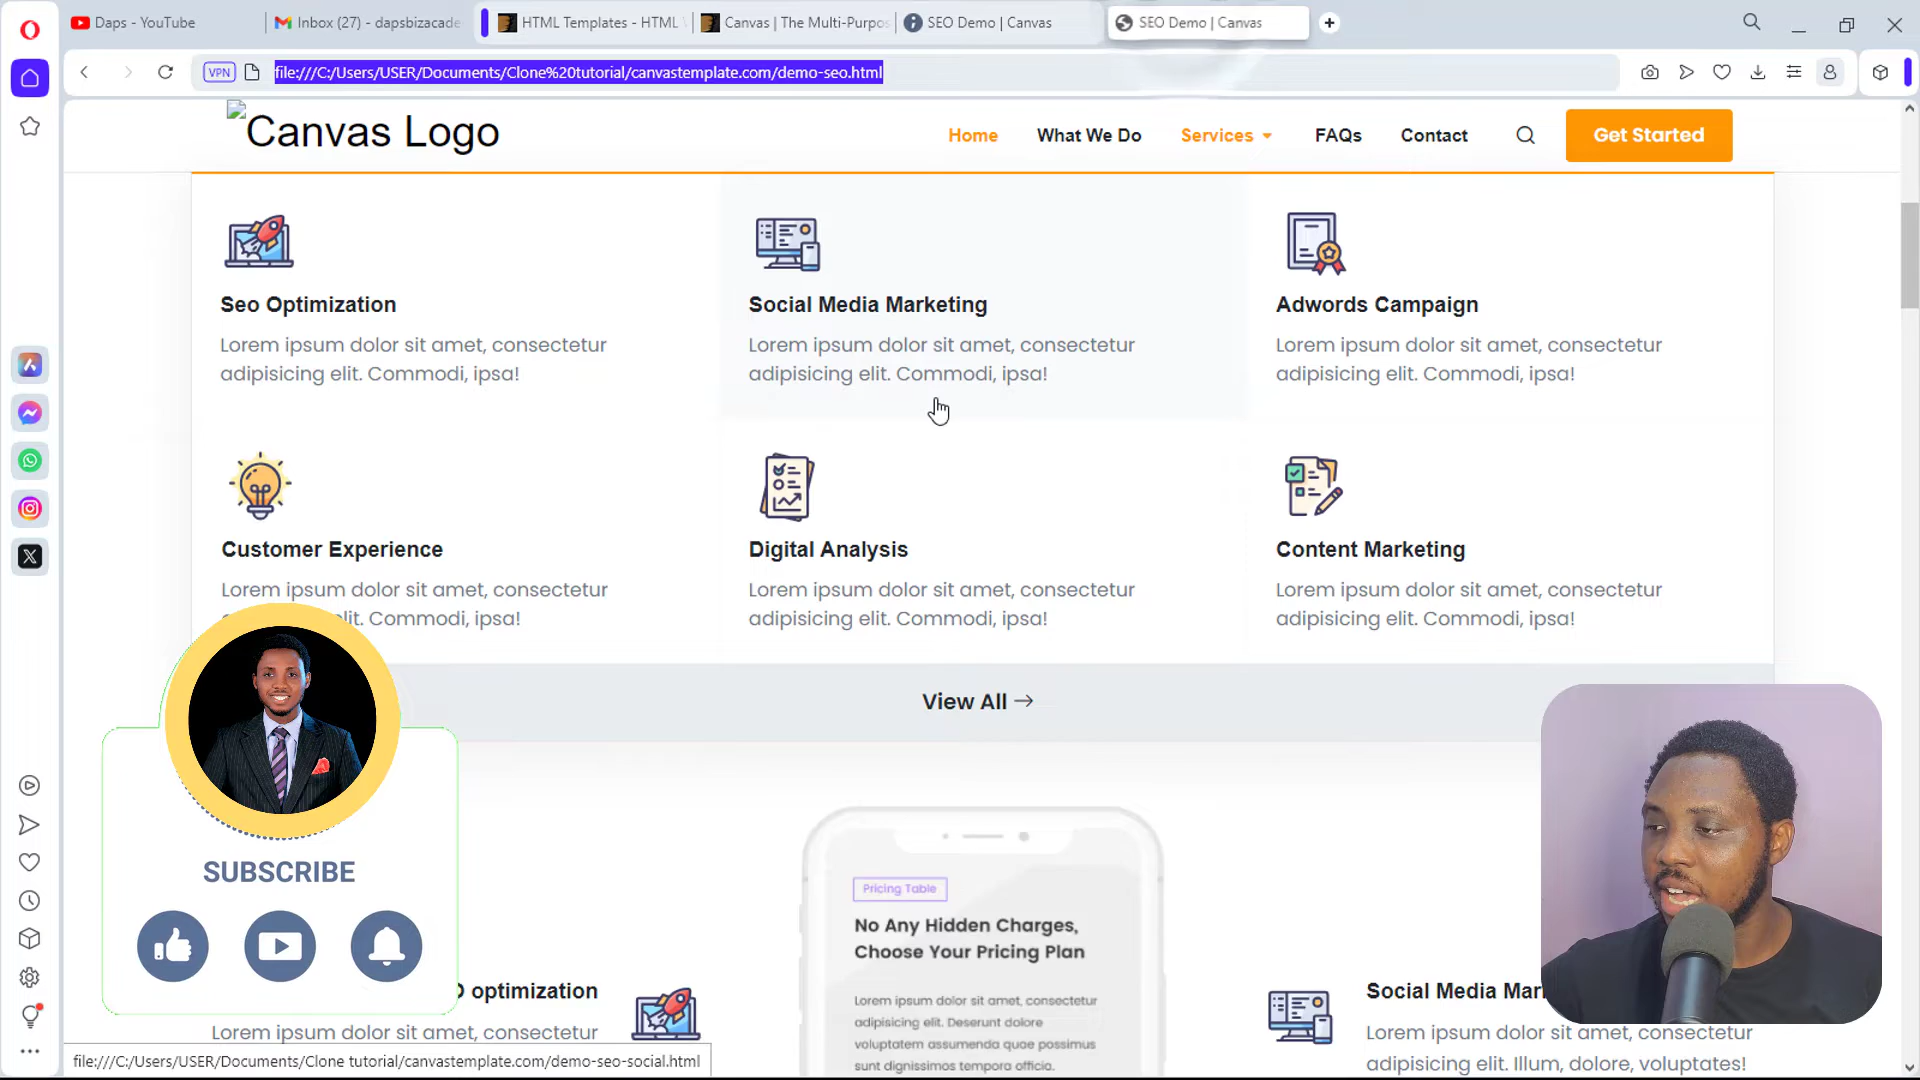 Daps - YouTube
Inbox (27) - dapsbizacade
HTML Templates - HTML
Canvas | The Multi-Purpos
SEO Demo | Canvas
SEO Demo | Canvas
VPN
file:///C:/Users/USER/Documents/Clone%20tutorial/canvastemplate.com/demo-seo.html
Canvas Logo
Home
What We Do
Services
FAQs
Contact
Get Started
Seo Optimization
Lorem ipsum dolor sit amet, consectetur
adipisicing elit. Commodi, ipsa!
Social Media Marketing
Lorem ipsum dolor sit amet, consectetur
adipisicing elit. Commodi, ipsa!
Adwords Campaign
Lorem ipsum dolor sit amet, consectetur
adipisicing elit. Commodi, ipsa!
Customer Experience
Lorem ipsum dolor sit amet, consectetur
elit. Commodi, ipsa!
Digital Analysis
Lorem ipsum dolor sit amet, consectetur
adipisicing elit. Commodi, ipsa!
Content Marketing
Lorem ipsum dolor sit amet, consectetur
adipisicing elit. Commodi, ipsa!
View All →
SUBSCRIBE
Pricing Table
No Any Hidden Charges,
Choose Your Pricing Plan
Lorem ipsum dolor sit amet, consectetur
adipisicing elit. Deserunt dolore
voluptatem assumenda quae possimus
sunt dignissimos tempora officia.
optimization
Lorem ipsum dolor sit amet, consectetur
Social Media Mar
Lorem ipsum dolor sit amet, consectetur
adipisicing elit. Illum, dolore, voluptates!
file:///C:/Users/USER/Documents/Clone tutorial/canvastemplate.com/demo-seo-social.html